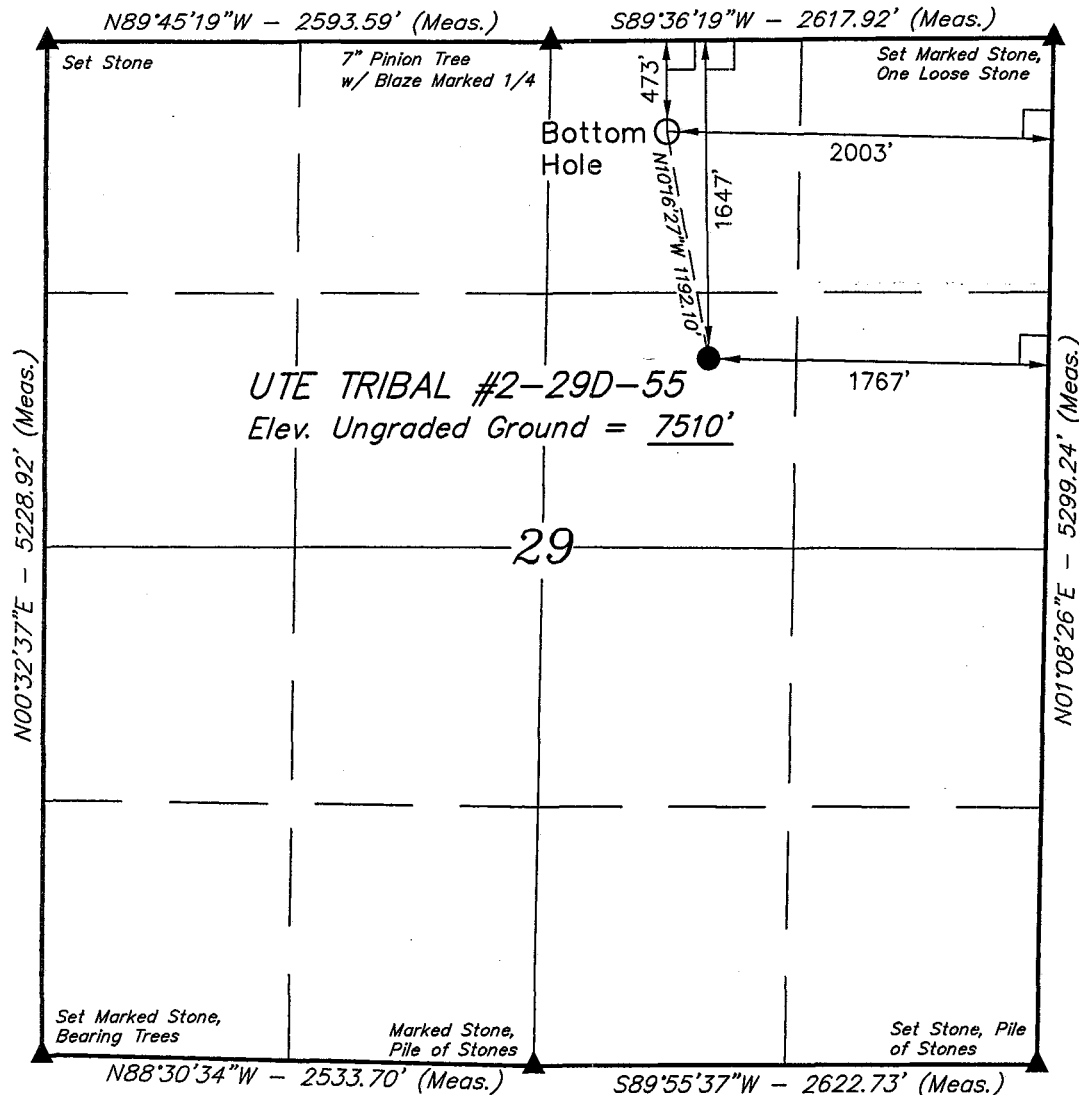 N89°45'19"W - 2593.59' (Meas.)
S89°36'19"W - 2617.92' (Meas.)
Set Stone
7" Pinion Tree
w/ Blaze Marked 1/4
Set Marked Stone,
One Loose Stone
473'
Bottom
Hole
2003'
1647'
N10°16'27"W 1192.10'
1767'
UTE TRIBAL #2-29D-55
Elev. Ungraded Ground = 7510'
N00°32'37"E - 5228.92' (Meas.)
N01°08'26"E - 5299.24' (Meas.)
29
Set Marked Stone,
Bearing Trees
Marked Stone,
Pile of Stones
Set Stone, Pile
of Stones
N88°30'34"W - 2533.70' (Meas.)
S89°55'37"W - 2622.73' (Meas.)